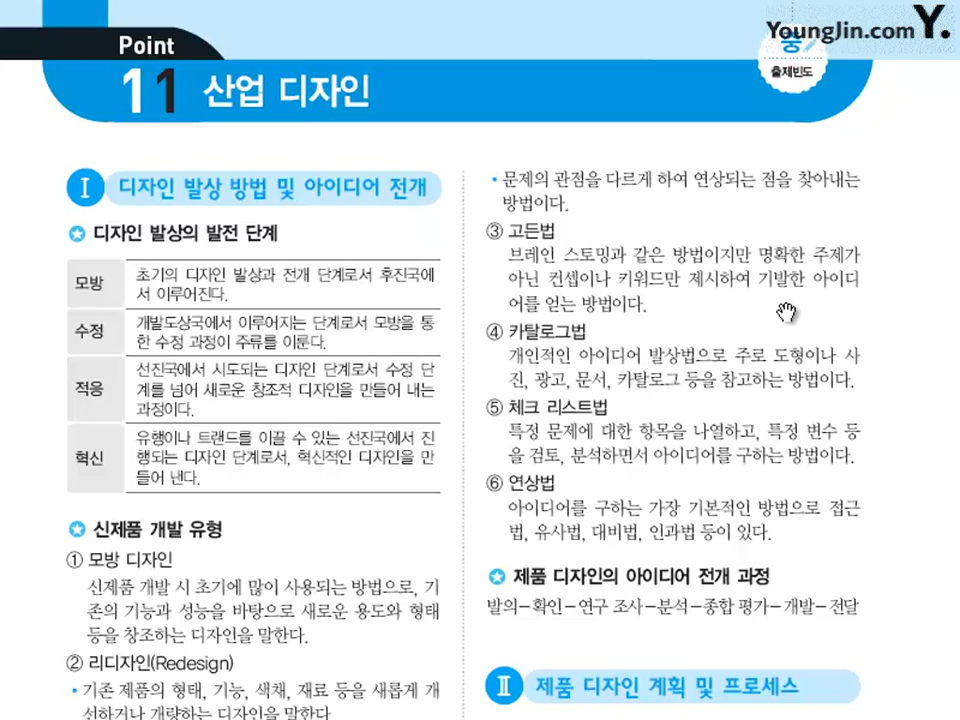 YoungJin.com Y.
Point
11 산업 디자인
중
출제빈도
Ⅰ 디자인 발상 방법 및 아이디어 전개
디자인 발상의 발전 단계
모방
초기의 디자인 발상과 전개 단계로서 후진국에
서 이루어진다.
수정
개발도상국에서 이루어지는 단계로서 모방을 통
한 수정 과정이 주류를 이룬다.
적응
선진국에서 시도되는 디자인 단계로서 수정 단
계를 넘어 새로운 창조적 디자인을 만들어 내는
과정이다.
혁신
유행이나 트랜드를 이끌 수 있는 선진국에서 진
행되는 디자인 단계로서, 혁신적인 디자인을 만
들어 낸다.
신제품 개발 유형
① 모방 디자인
신제품 개발 시 초기에 많이 사용되는 방법으로, 기
존의 기능과 성능을 바탕으로 새로운 용도와 형태
등을 창조하는 디자인을 말한다.
② 리디자인(Redesign)
• 기존 제품의 형태, 기능, 색채, 재료 등을 새롭게 개
선하거나 개량하는 디자인을 말한다
• 문제의 관점을 다르게 하여 연상되는 점을 찾아내는
방법이다.
③ 고든법
브레인 스토밍과 같은 방법이지만 명확한 주제가
아닌 컨셉이나 키워드만 제시하여 기발한 아이디
어를 얻는 방법이다.
④ 카탈로그법
개인적인 아이디어 발상법으로 주로 도형이나 사
진, 광고, 문서, 카탈로그 등을 참고하는 방법이다.
⑤ 체크 리스트법
특정 문제에 대한 항목을 나열하고, 특정 변수 등
을 검토, 분석하면서 아이디어를 구하는 방법이다.
⑥ 연상법
아이디어를 구하는 가장 기본적인 방법으로 접근
법, 유사법, 대비법, 인과법 등이 있다.
제품 디자인의 아이디어 전개 과정
발의–확인–연구 조사–분석–종합 평가–개발–전달
Ⅱ 제품 디자인 계획 및 프로세스